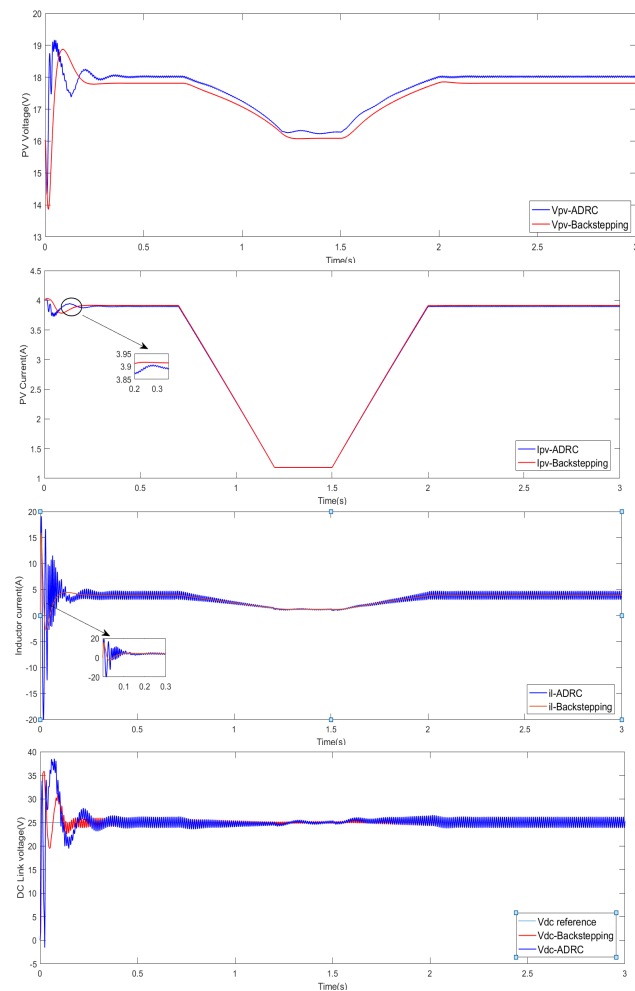 20
19
18
17
16
15
14
13
PV Voltage(V)
0 0.5 1 1.5 2 2.5 3
Time(s)
Vpv-ADRC
Vpv-Backstepping
4.5
4
3.5
3
2.5
2
1.5
1
PV Current(A)
3.95
3.9
3.85
0.2 0.3
0 0.5 1 1.5 2 2.5 3
Time(s)
Ipv-ADRC
Ipv-Backstepping
20
15
10
5
0
-5
-10
-15
-20
Inductor current(A)
20
0
-20
0.1 0.2 0.3
0 0.5 1 1.5 2 2.5 3
Time(s)
il-ADRC
il-Backstepping
40
35
30
25
20
15
10
5
0
-5
DC Link voltage(V)
0 0.5 1 1.5 2 2.5 3
Time(s)
Vdc reference
Vdc-Backstepping
Vdc-ADRC